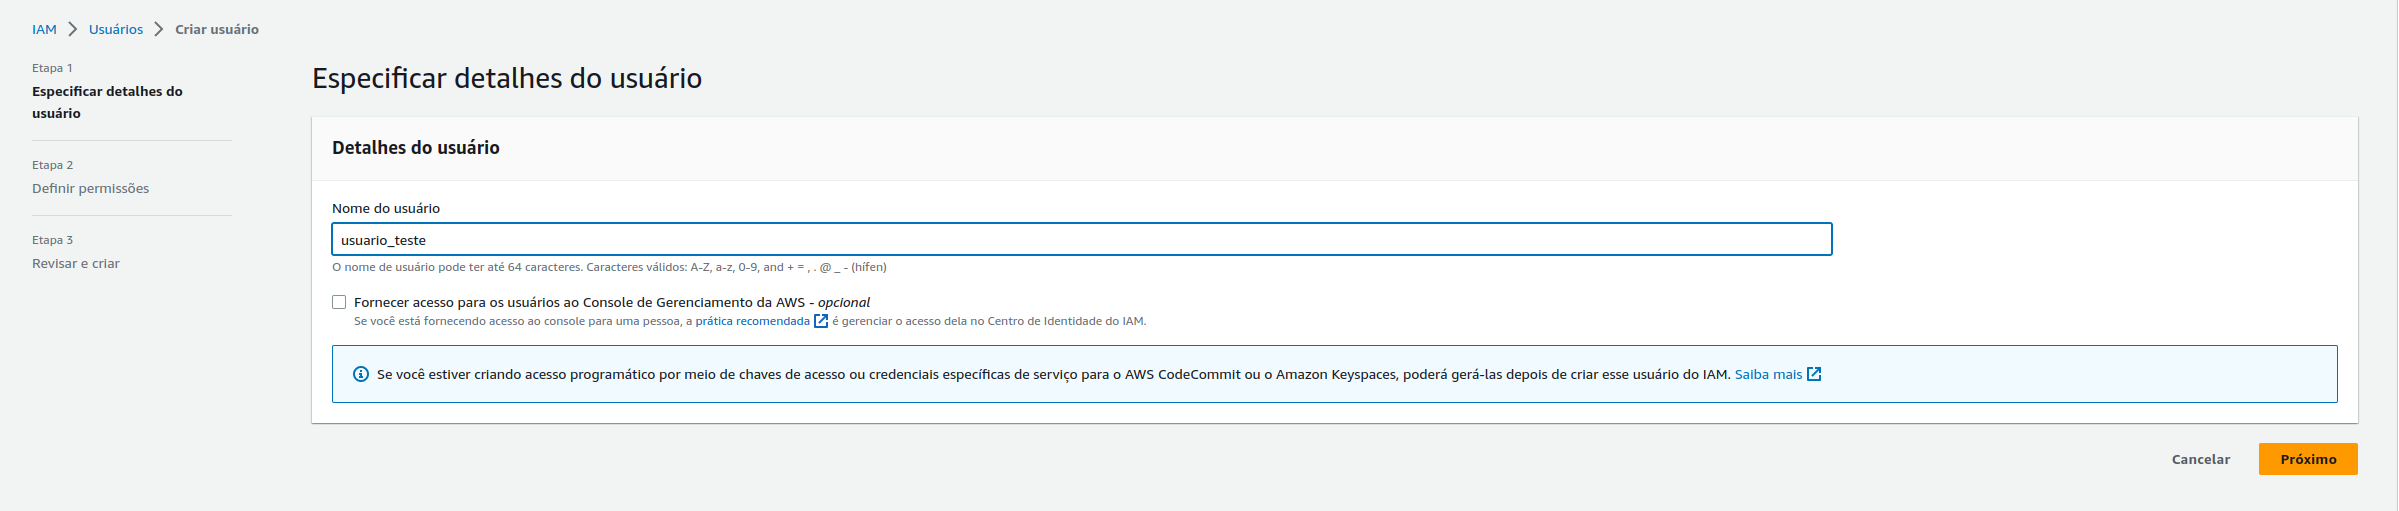 IAM > Usuários > Criar usuário
Etapa 1
Especificar detalhes do
usuário
Etapa 2
Definir permissões
Etapa 3
Revisar e criar
Especificar detalhes do usuário
Detalhes do usuário
Nome do usuário
usuario_teste
O nome de usuário pode ter até 64 caracteres. Caracteres válidos: A-Z, a-z, 0-9, and + = , . @ _ - (hífen)
Fornecer acesso para os usuários ao Console de Gerenciamento da AWS - opcional
Se você está fornecendo acesso ao console para uma pessoa, a prática recomendada é gerenciar o acesso dela no Centro de Identidade do IAM.
Se você estiver criando acesso programático por meio de chaves de acesso ou credenciais específicas de serviço para o AWS CodeCommit ou o Amazon Keyspaces, poderá gerá-las depois de criar esse usuário do IAM. Saiba mais
Cancelar
Próximo